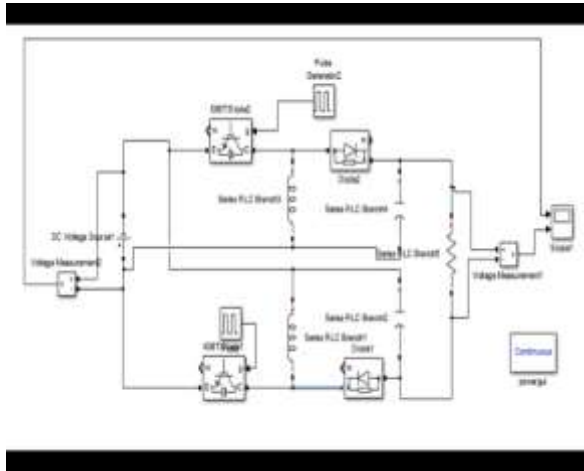 Pulse
Generator2
IGBT/Diode2
Diode2
Series RLC Branch3
Series RLC Branch4
DC Voltage Source1
Series RLC Branch5
Voltage Measurement2
Voltage Measurement1
Series RLC Branch2
Series RLC Branch1
Diode1
Continuous
powergui